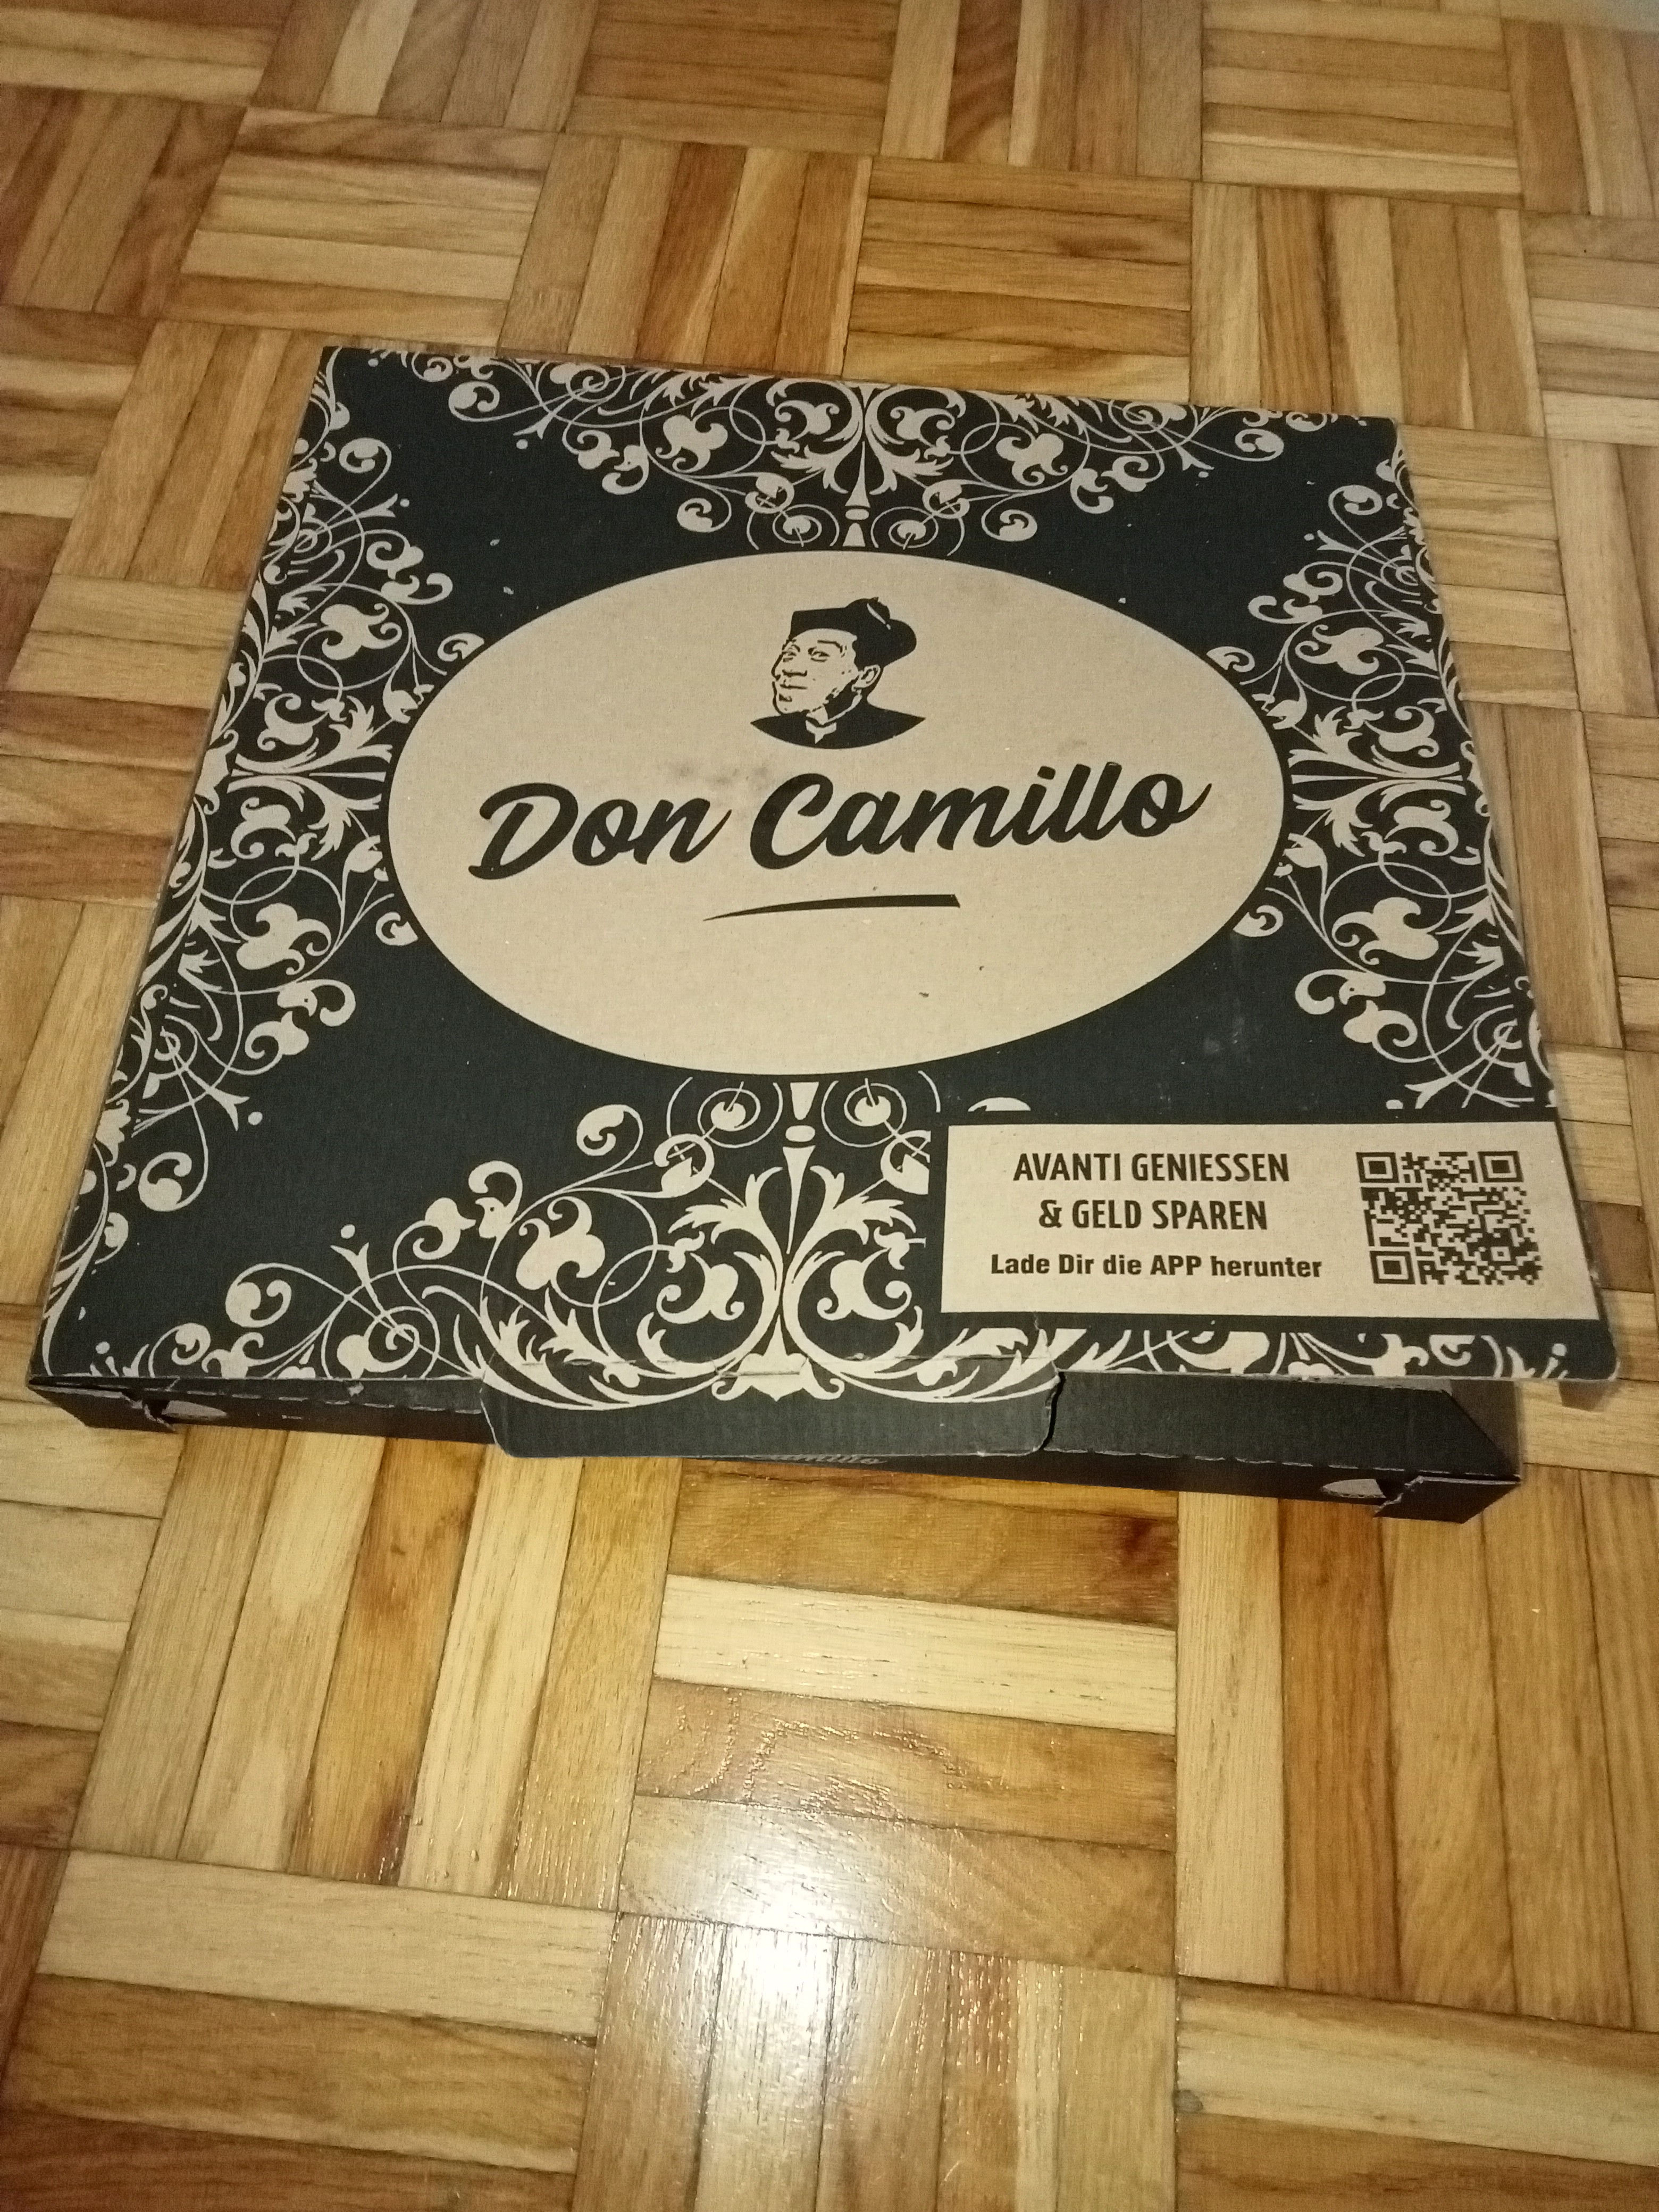 Don Camillo
AVANTI GENIESSEN
& GELD SPAREN
Lade Dir die APP herunter